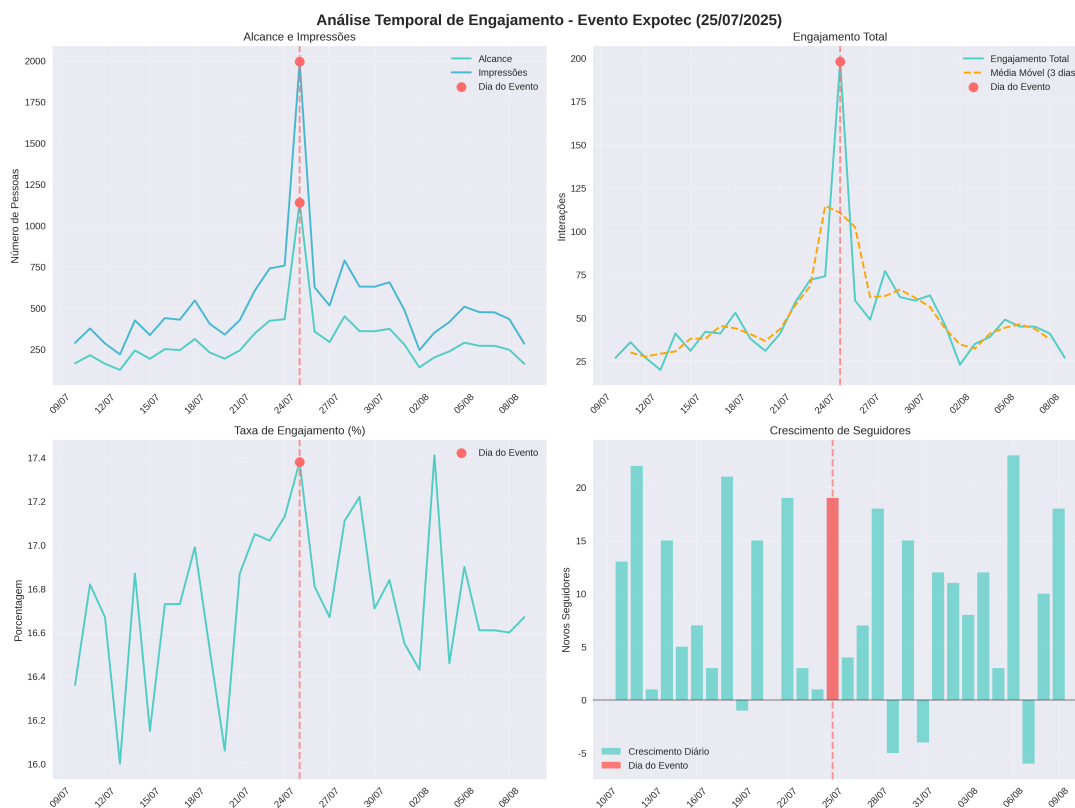 Análise Temporal de Engajamento - Evento Expotec (25/07/2025)
Alcance e Impressões
Número de Pessoas
2000
1750
1500
1250
1000
750
500
250
Alcance
Impressões
Dia do Evento
09/07 12/07 15/07 18/07 21/07 24/07 27/07 30/07 02/08 05/08 08/08
Engajamento Total
Interações
200
175
150
125
100
75
50
25
Engajamento Total
Média Móvel (3 dias
Dia do Evento
09/07 12/07 15/07 18/07 21/07 24/07 27/07 30/07 02/08 05/08 08/08
Taxa de Engajamento (%)
Porcentagem
17.4
17.2
17.0
16.8
16.6
16.4
16.2
16.0
Dia do Evento
09/07 12/07 15/07 18/07 21/07 24/07 27/07 30/07 02/08 05/08 08/08
Crescimento de Seguidores
Novos Seguidores
20
15
10
5
0
-5
Crescimento Diário
Dia do Evento
10/07 13/07 16/07 19/07 22/07 25/07 28/07 31/07 03/08 06/08 09/08